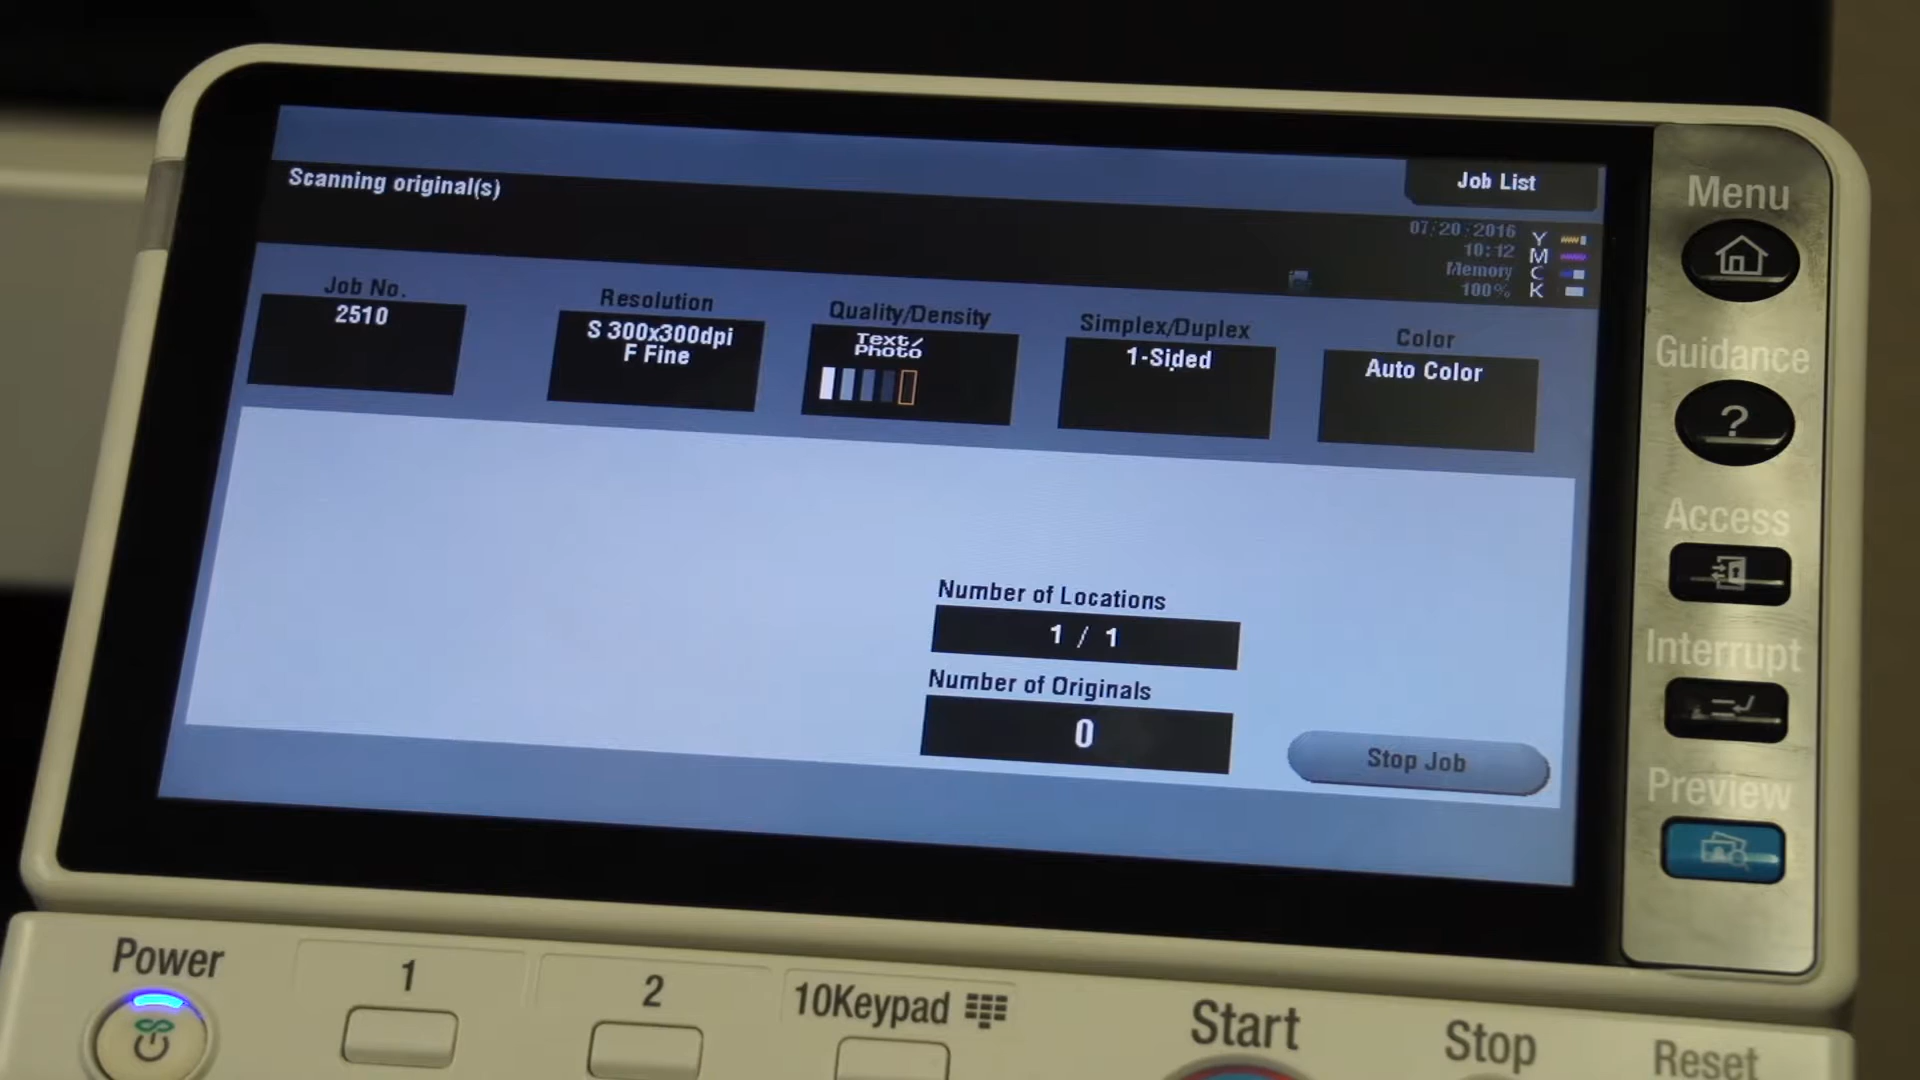 Scanning original(s)
Job List
07/20/2016
10:12
Memory
100%
Y
M
C
K
Job No.
2510
Resolution
S 300x300dpi
F Fine
Quality/Density
Text/
Photo
Simplex/Duplex
1-Sided
Color
Auto Color
Number of Locations
1 / 1
Number of Originals
0
Stop Job
Menu
Guidance
?
Access
Interrupt
Preview
Power
1
2
10Keypad
Start
Stop
Reset